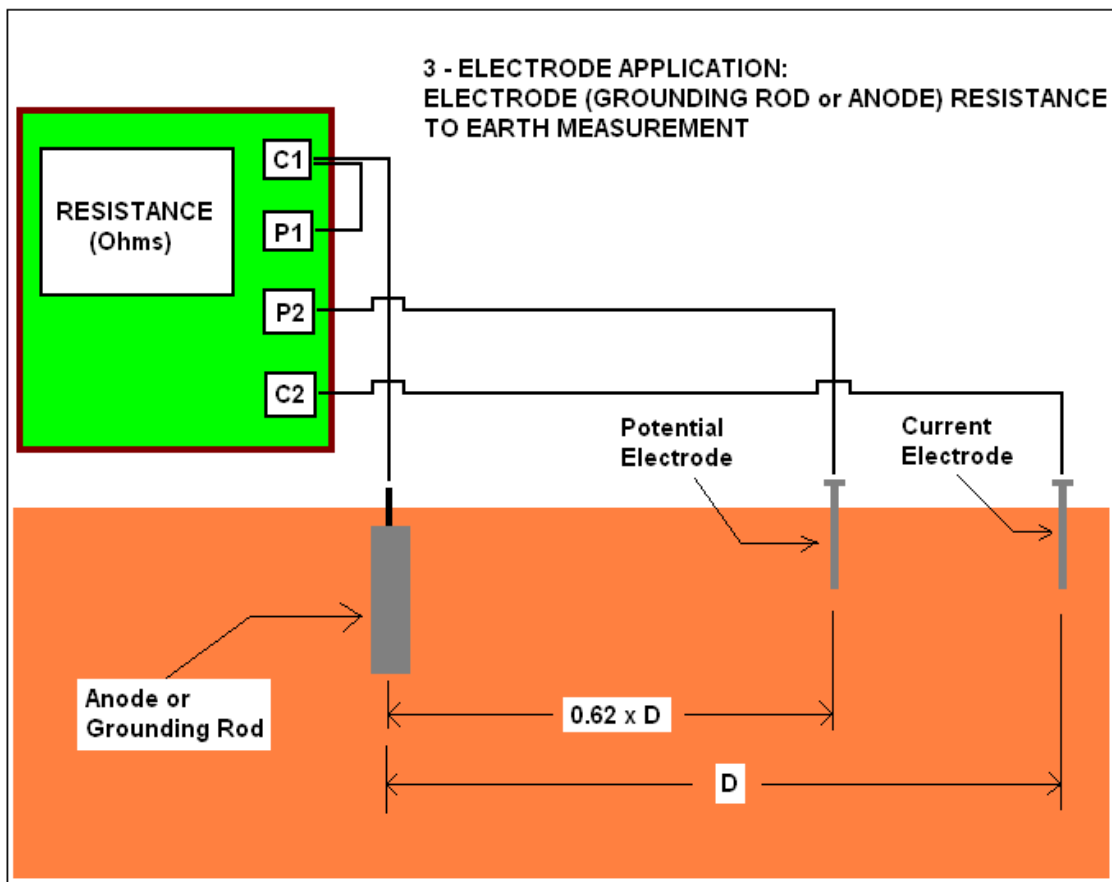 3 - ELECTRODE APPLICATION:
ELECTRODE (GROUNDING ROD or ANODE) RESISTANCE
TO EARTH MEASUREMENT
C1
RESISTANCE
(Ohms)
P1
P2
C2
Potential
Electrode
Current
Electrode
Anode or
Grounding Rod
0.62 x D
D